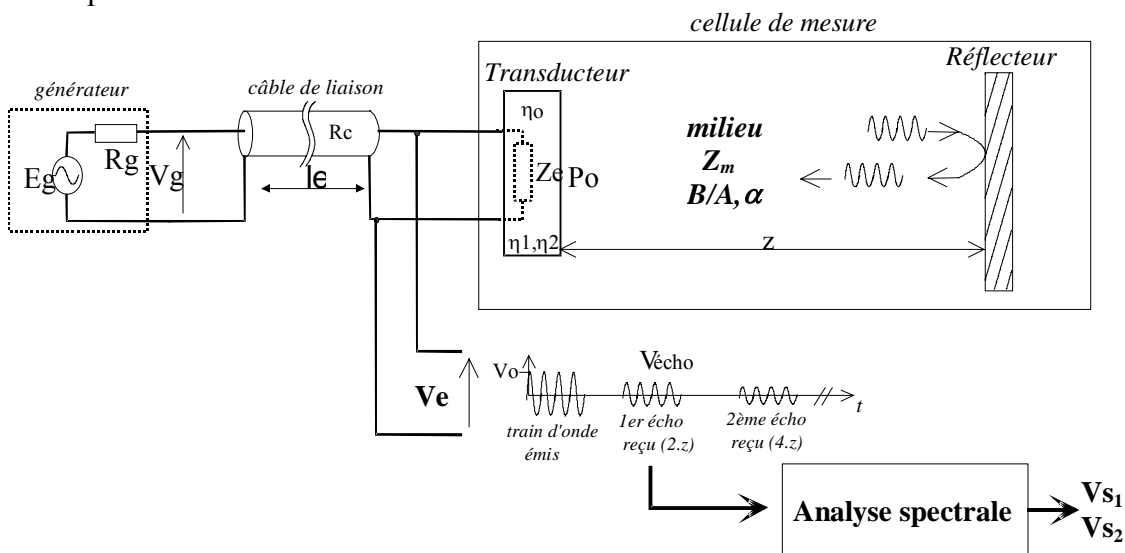 cellule de mesure
Réflecteur
générateur
câble de liaison
Transducteur
ηo
Rc
milieu
Rg
Vg
Eg
le
Ze
Po
Zm
B/A, α
η1,η2
z
Vécho
Vo
Ve
t
train d'onde
émis
1er écho
reçu (2.z)
2ème écho
reçu (4.z)
Analyse spectrale
Vs1
Vs2